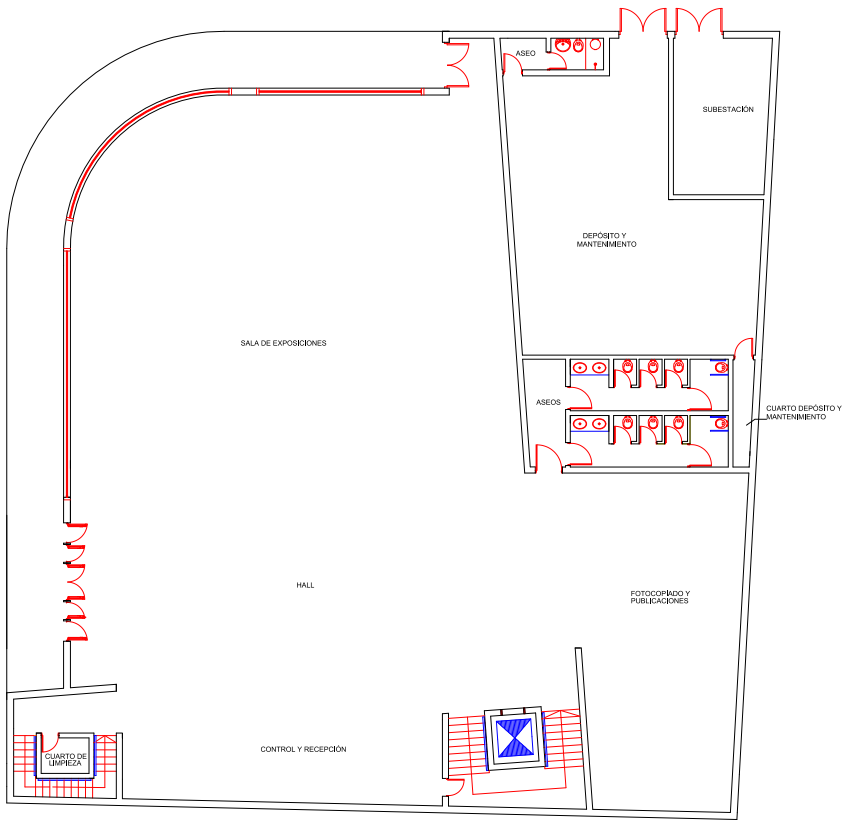 ASEO
SUBESTACIÓN
DEPÓSITO Y
MANTENIMIENTO
SALA DE EXPOSICIONES
ASEOS
CUARTO DEPÓSITO Y
MANTENIMIENTO
HALL
FOTOCOPIADO Y
PUBLICACIONES
CONTROL Y RECEPCIÓN
CUARTO DE
LIMPIEZA